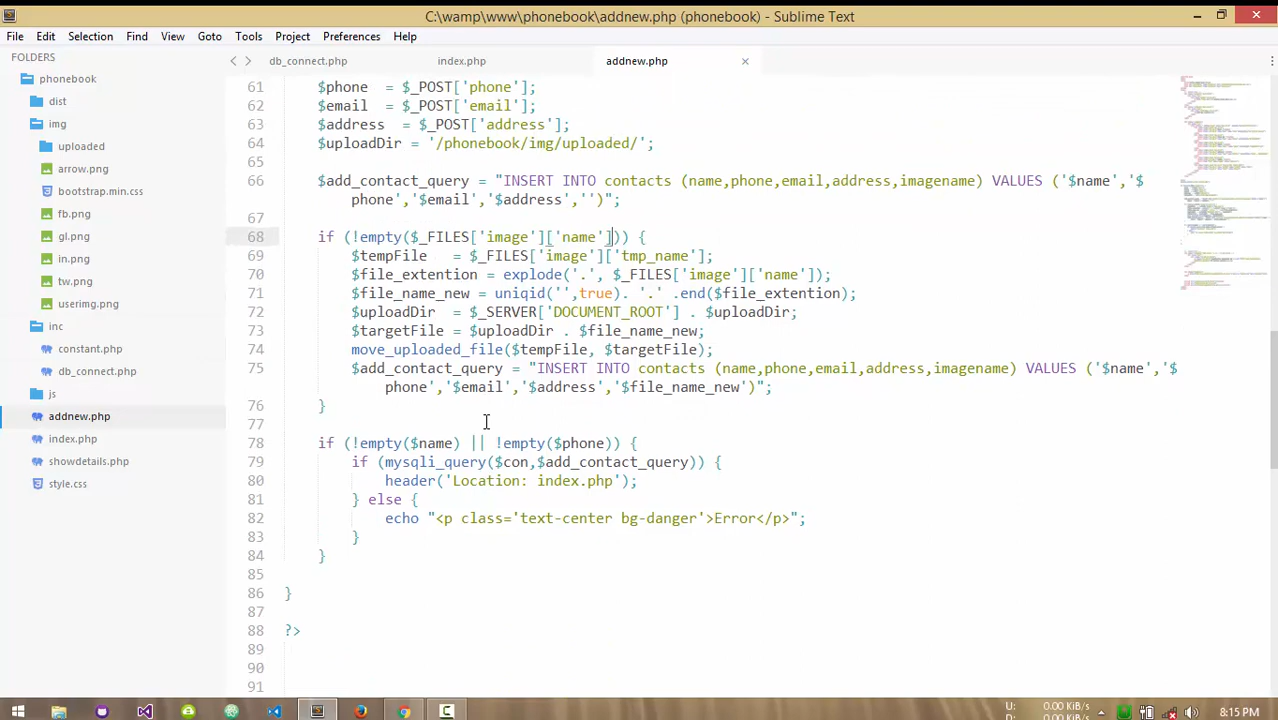 C:\wamp\www\phonebook\addnew.php (phonebook) - Sublime Text
File Edit Selection Find View Goto Tools Project Preferences Help
FOLDERS
phonebook
dist
img
uploaded
arrow.png
bootstrap.min.css
fb.png
gl.png
in.png
tw.png
userimg.png
inc
constant.php
db_connect.php
js
addnew.php
index.php
showdetails.php
style.css
db_connect.php index.php addnew.php
61 $phone = $_POST['phone'];
62 $email = $_POST['email'];
63 $address = $_POST['address'];
64 $uploadDir = '/phonebook/img/uploaded/';
65
66 $add_contact_query = "INSERT INTO contacts (name,phone,email,address,imagename) VALUES ('$name','$
phone','$email','$address','')";
67
68 if (!empty($_FILES['image']['name'])) {
69 $tempFile = $_FILES['image']['tmp_name'];
70 $file_extention = explode('.', $_FILES['image']['name']);
71 $file_name_new = uniqid('',true). '.' .end($file_extention);
72 $uploadDir = $_SERVER['DOCUMENT_ROOT'] . $uploadDir;
73 $targetFile = $uploadDir . $file_name_new;
74 move_uploaded_file($tempFile, $targetFile);
75 $add_contact_query = "INSERT INTO contacts (name,phone,email,address,imagename) VALUES ('$name','$
phone','$email','$address','$file_name_new')";
76 }
77
78 if (!empty($name) || !empty($phone)) {
79 if (mysqli_query($con,$add_contact_query)) {
80 header('Location: index.php');
81 } else {
82 echo "<p class='text-center bg-danger'>Error</p>";
83 }
84 }
85
86 }
87
88 ?>
89
90
91
U: 0.00 KiB/s
D: 0.00 KiB/s
8:15 PM